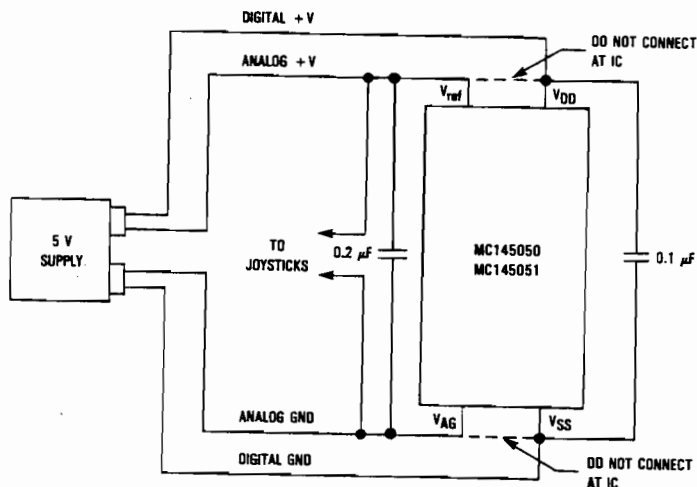 DIGITAL +V
DO NOT CONNECT
AT IC
ANALOG +V
Vref
VDD
5 V
SUPPLY
TO
JOYSTICKS
0.2 μF
MC145050
MC145051
0.1 μF
ANALOG GND
VAG
VSS
DIGITAL GND
DO NOT CONNECT
AT IC